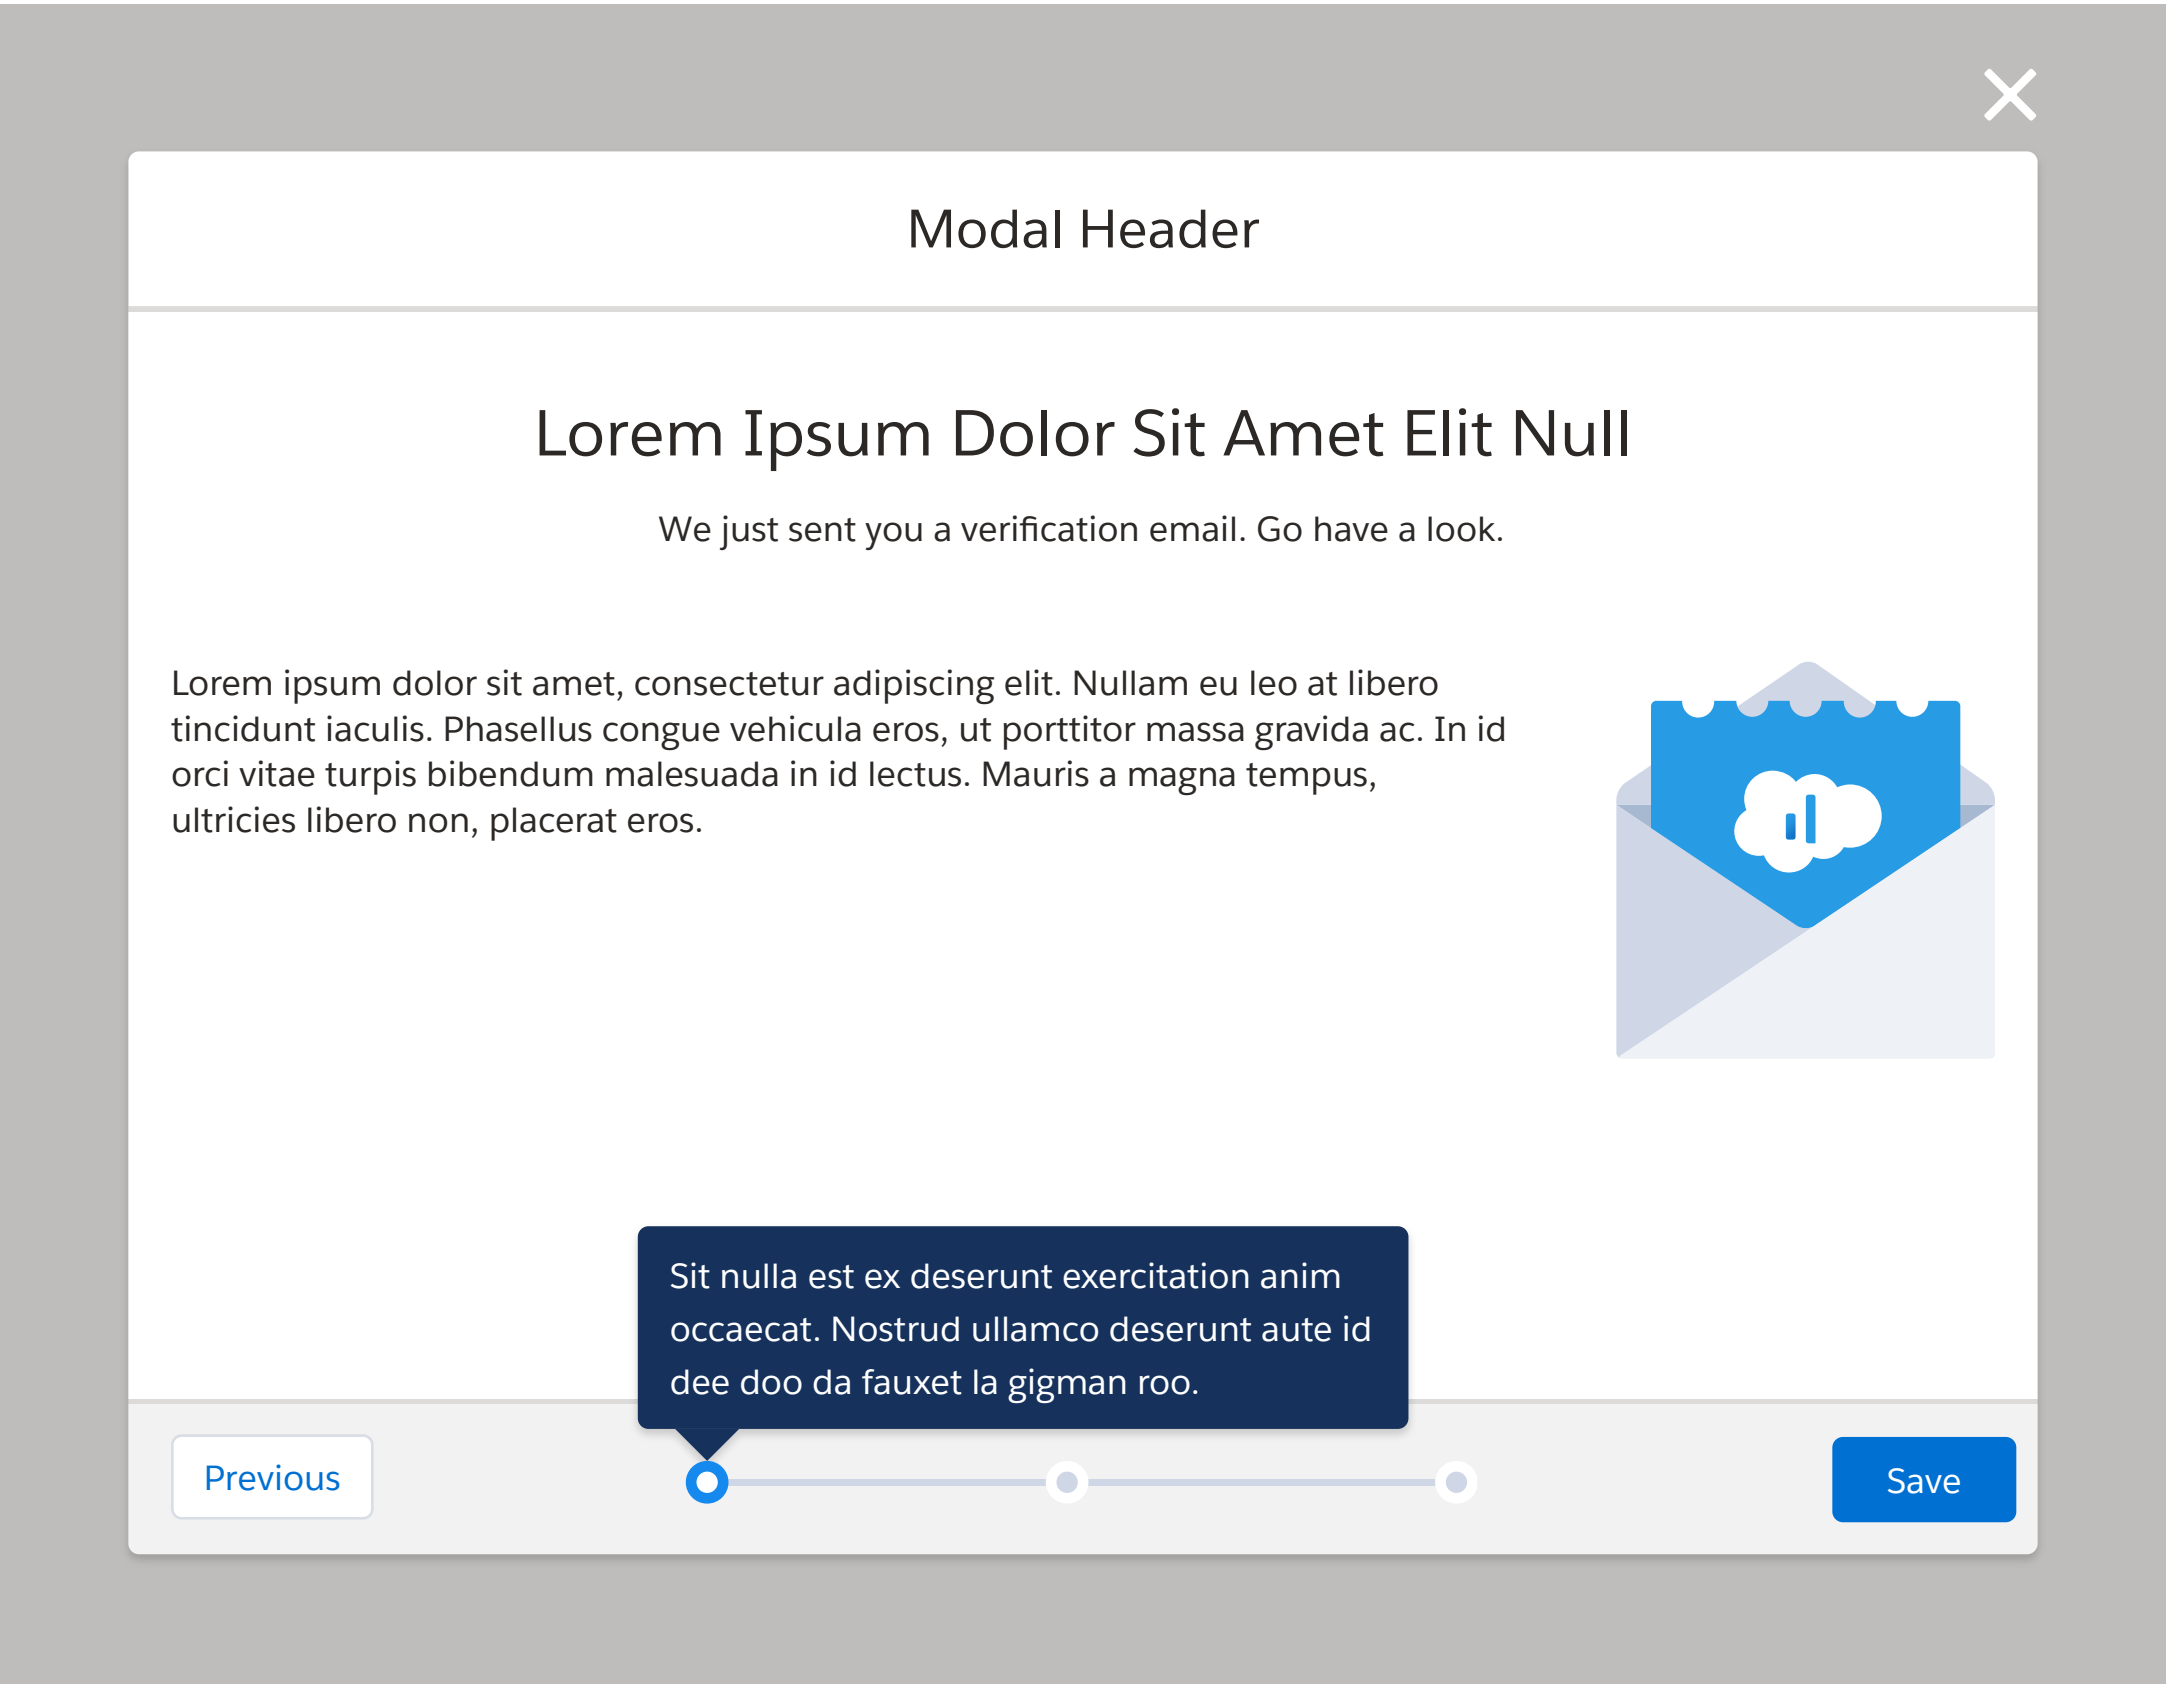 Modal Header
Lorem Ipsum Dolor Sit Amet Elit Null
We just sent you a verification email. Go have a look.
Lorem ipsum dolor sit amet, consectetur adipiscing elit. Nullam eu leo at libero
tincidunt iaculis. Phasellus congue vehicula eros, ut porttitor massa gravida ac. In id
orci vitae turpis bibendum malesuada in id lectus. Mauris a magna tempus,
ultricies libero non, placerat eros.
Sit nulla est ex deserunt exercitation anim
occaecat. Nostrud ullamco deserunt aute id
dee doo da fauxet la gigman roo.
Previous
Save